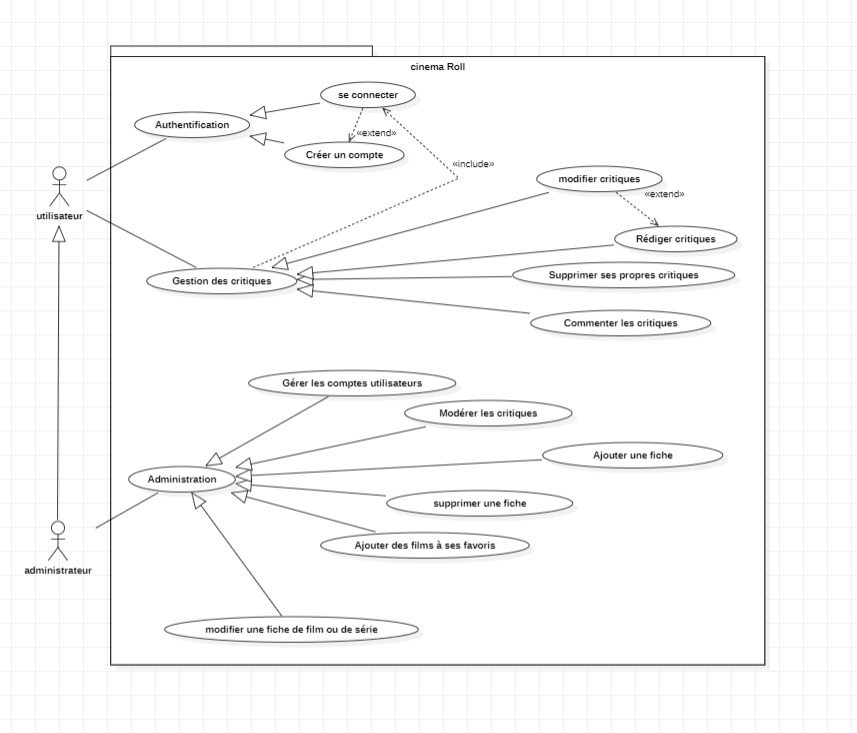 cinema Roll
se connecter
Authentification
«extend»
Créer un compte
«include»
modifier critiques
«extend»
utilisateur
Rédiger critiques
Gestion des critiques
Supprimer ses propres critiques
Commenter les critiques
Gérer les comptes utilisateurs
Modérer les critiques
Ajouter une fiche
Administration
supprimer une fiche
Ajouter des films à ses favoris
administrateur
modifier une fiche de film ou de série